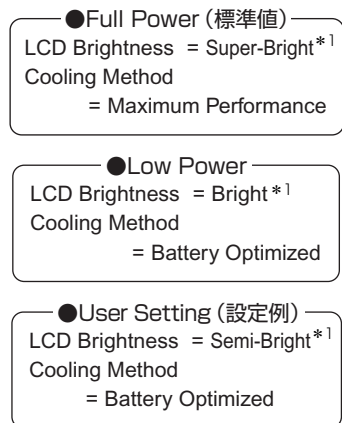 ●Full Power（標準値）
LCD Brightness = Super-Bright*1
Cooling Method
= Maximum Performance
●Low Power
LCD Brightness = Bright*1
Cooling Method
= Battery Optimized
●User Setting（設定例）
LCD Brightness = Semi-Bright*1
Cooling Method
= Battery Optimized